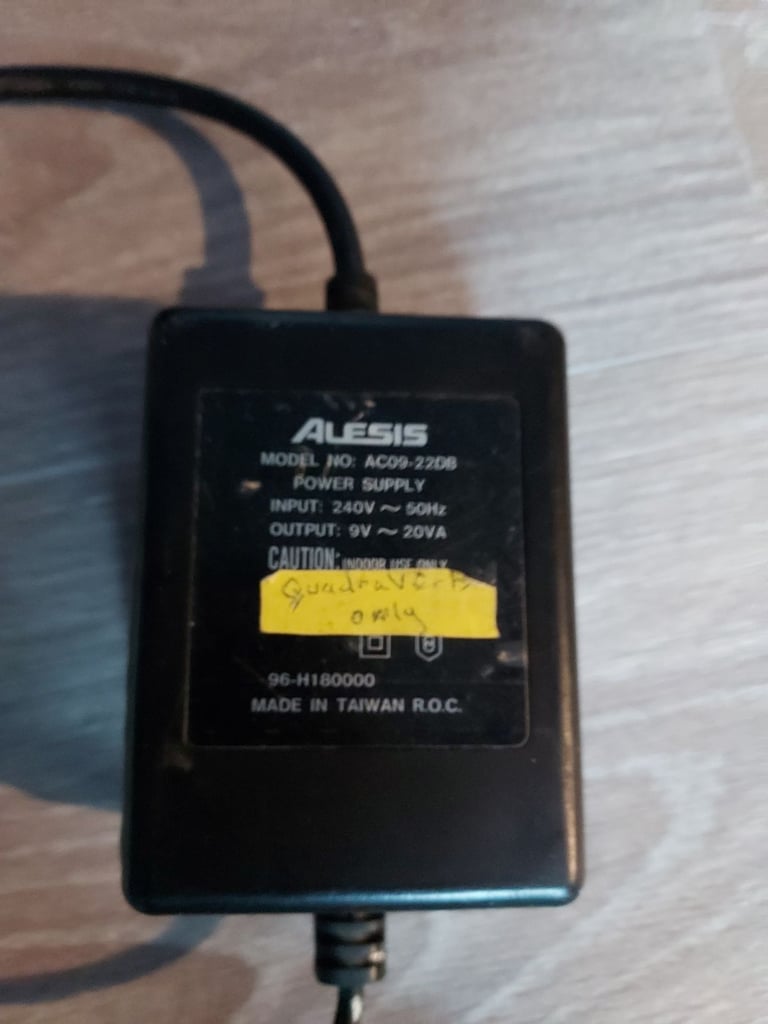 ALESIS
MODEL NO: AC09-22DB
POWER SUPPLY
INPUT: 240V ~ 50Hz
OUTPUT: 9V ~ 20VA
CAUTION: INDOOR USE ONLY
QuadraVerb
only
96-H180000
MADE IN TAIWAN R.O.C.